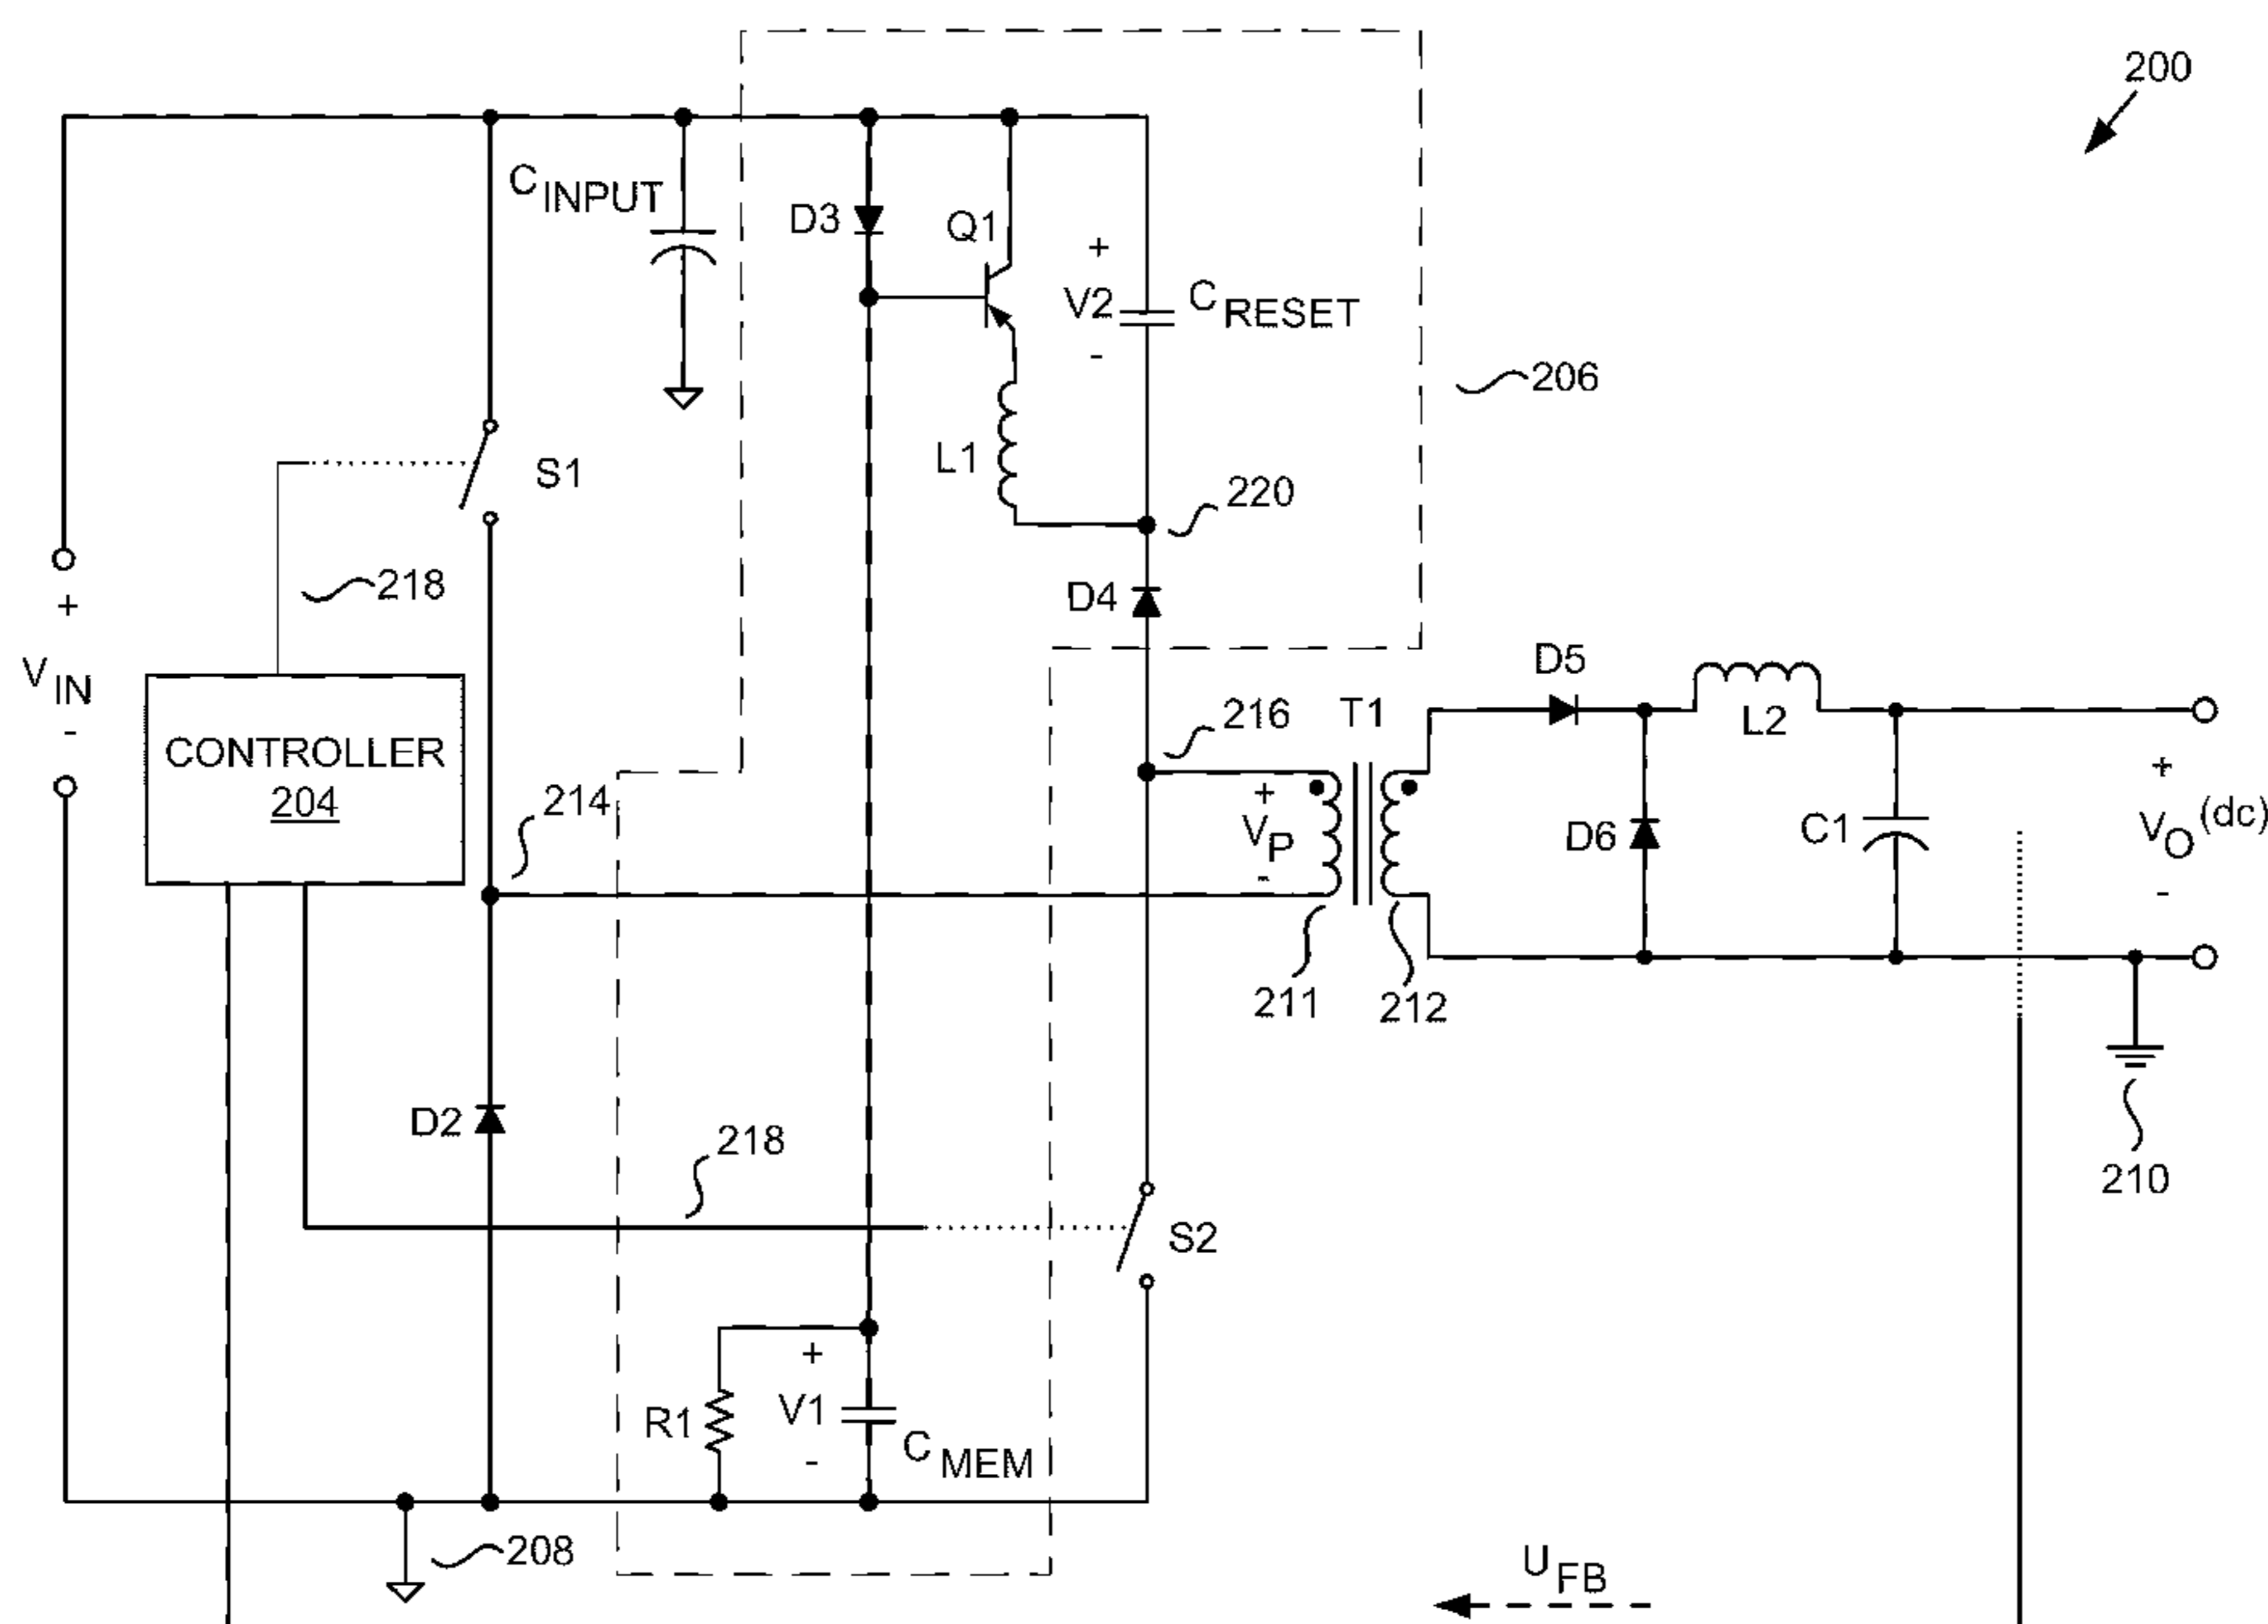 200
C INPUT
D3
Q1
+
V2
-
C RESET
206
L1
S1
220
218
D4
+
V IN
-
CONTROLLER
204
214
216
T1
D5
L2
+
V P
-
D6
C1
+
V O (dc)
-
211
212
210
D2
218
S2
R1
+
V1
-
C MEM
208
U FB